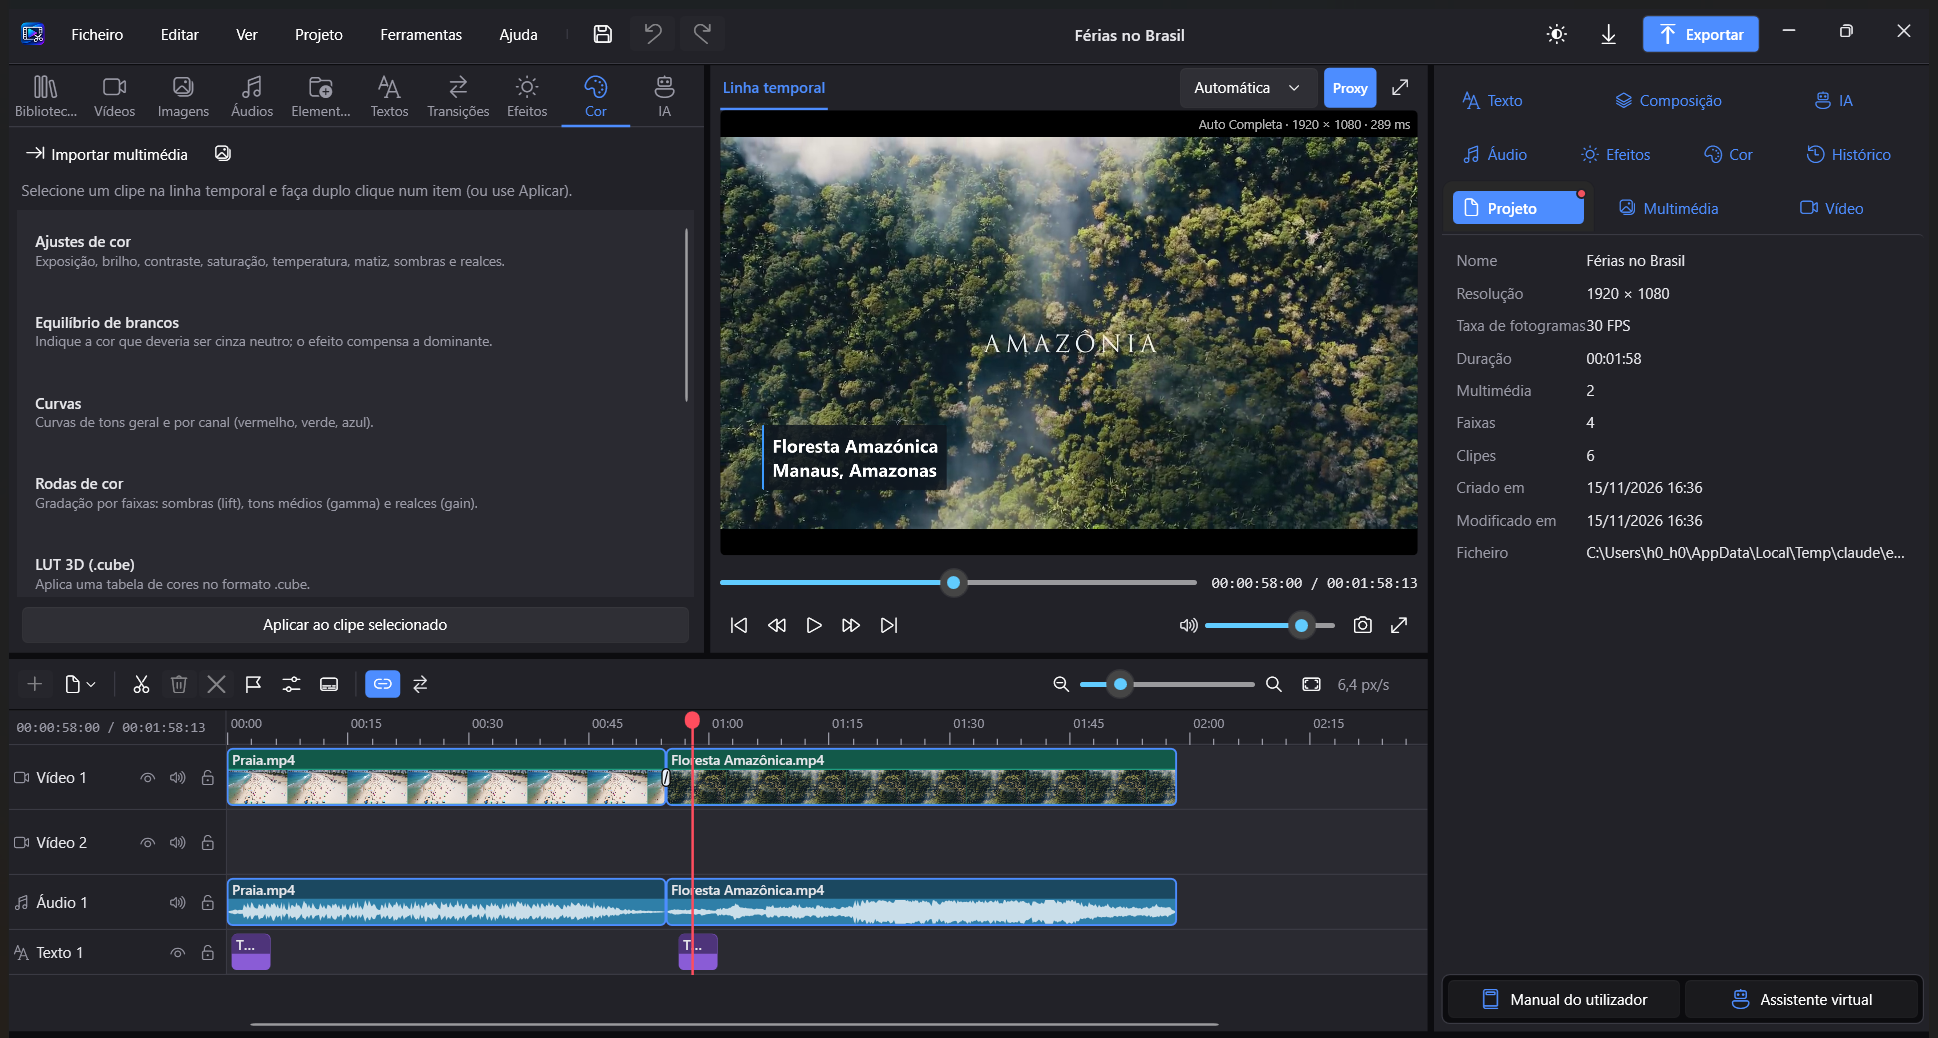 Ficheiro Editar Ver Projeto Ferramentas Ajuda
Férias no Brasil
Exportar
Bibliotec... Vídeos Imagens Áudios Element... Textos Transições Efeitos Cor IA
Importar multimédia
Selecione um clipe na linha temporal e faça duplo clique num item (ou use Aplicar).
Ajustes de cor
Exposição, brilho, contraste, saturação, temperatura, matiz, sombras e realces.
Equilíbrio de brancos
Indique a cor que deveria ser cinza neutro; o efeito compensa a dominante.
Curvas
Curvas de tons geral e por canal (vermelho, verde, azul).
Rodas de cor
Gradação por faixas: sombras (lift), tons médios (gamma) e realces (gain).
LUT 3D (.cube)
Aplica uma tabela de cores no formato .cube.
Aplicar ao clipe selecionado
Linha temporal
Automática
Proxy
Auto Completa · 1920 × 1080 · 289 ms
AMAZÔNIA
Floresta Amazónica
Manaus, Amazonas
00:00:58:00 / 00:01:58:13
Texto Composição IA
Áudio Efeitos Cor Histórico
Projeto Multimédia Vídeo
Nome Férias no Brasil
Resolução 1920 × 1080
Taxa de fotogramas 30 FPS
Duração 00:01:58
Multimédia 2
Faixas 4
Clipes 6
Criado em 15/11/2026 16:36
Modificado em 15/11/2026 16:36
Ficheiro C:\Users\h0_h0\AppData\Local\Temp\claude\e...
Manual do utilizador
Assistente virtual
6,4 px/s
00:00:58:00 / 00:01:58:13
00:00 00:15 00:30 00:45 01:00 01:15 01:30 01:45 02:00 02:15
Vídeo 1
Praia.mp4
Floresta Amazônica.mp4
Vídeo 2
Áudio 1
Praia.mp4
Floresta Amazônica.mp4
Texto 1
T...
T...